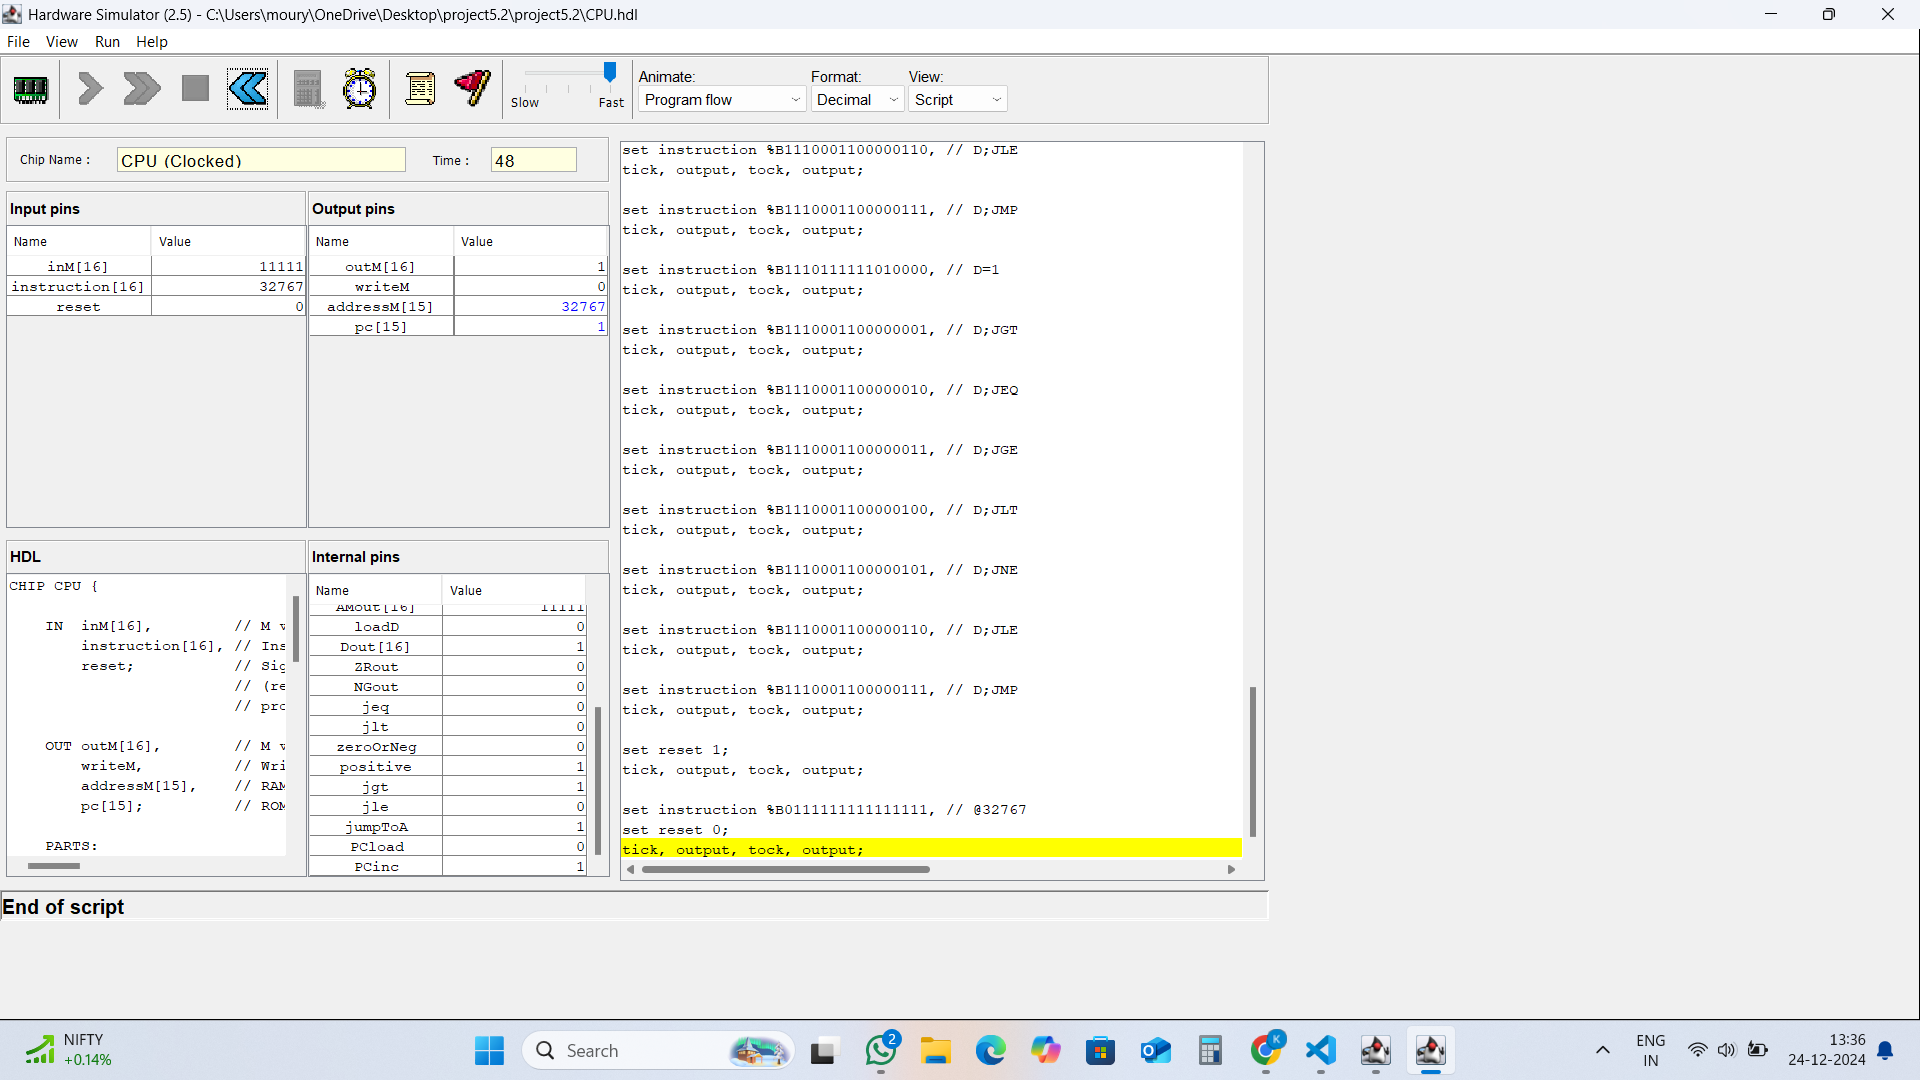 Hardware Simulator (2.5) - C:\Users\moury\OneDrive\Desktop\project5.2\project5.2\CPU.hdl
File View Run Help
Slow Fast
Animate: Format: View:
Program flow Decimal Script
Chip Name : CPU (Clocked) Time : 48
Input pins
Name Value
inM[16] 11111
instruction[16] 32767
reset 0
Output pins
Name Value
outM[16] 1
writeM 0
addressM[15] 32767
pc[15] 1
HDL
CHIP CPU {
IN inM[16], // M v
instruction[16], // Ins
reset; // Sig
// (re
// pro
OUT outM[16], // M v
writeM, // Wri
addressM[15], // RAM
pc[15]; // ROM
PARTS:
Internal pins
Name Value
AMout[16] 11111
loadD 0
Dout[16] 1
ZRout 0
NGout 0
jeq 0
jlt 0
zeroOrNeg 0
positive 1
jgt 1
jle 0
jumpToA 1
PCload 0
PCinc 1
set instruction %B1110001100000110, // D;JLE
tick, output, tock, output;
set instruction %B1110001100000111, // D;JMP
tick, output, tock, output;
set instruction %B1110111111010000, // D=1
tick, output, tock, output;
set instruction %B1110001100000001, // D;JGT
tick, output, tock, output;
set instruction %B1110001100000010, // D;JEQ
tick, output, tock, output;
set instruction %B1110001100000011, // D;JGE
tick, output, tock, output;
set instruction %B1110001100000100, // D;JLT
tick, output, tock, output;
set instruction %B1110001100000101, // D;JNE
tick, output, tock, output;
set instruction %B1110001100000110, // D;JLE
tick, output, tock, output;
set instruction %B1110001100000111, // D;JMP
tick, output, tock, output;
set reset 1;
tick, output, tock, output;
set instruction %B0111111111111111, // @32767
set reset 0;
tick, output, tock, output;
End of script
NIFTY
+0.14%
Search
2
K
ENG
IN
13:36
24-12-2024